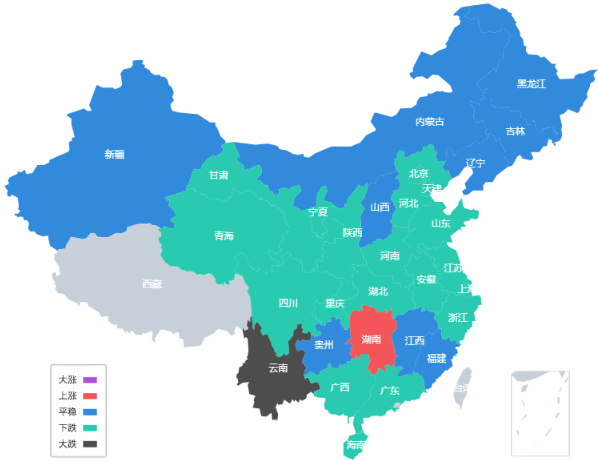 黑龙江
内蒙古
吉林
新疆
辽宁
北京
甘肃
天津
河北
山西
宁夏
山东
陕西
青海
河南
江苏
安徽
西藏
上海
湖北
四川
重庆
浙江
湖南
江西
贵州
福建
云南
广西
广东
台湾
海南
大涨
上涨
平稳
下跌
大跌